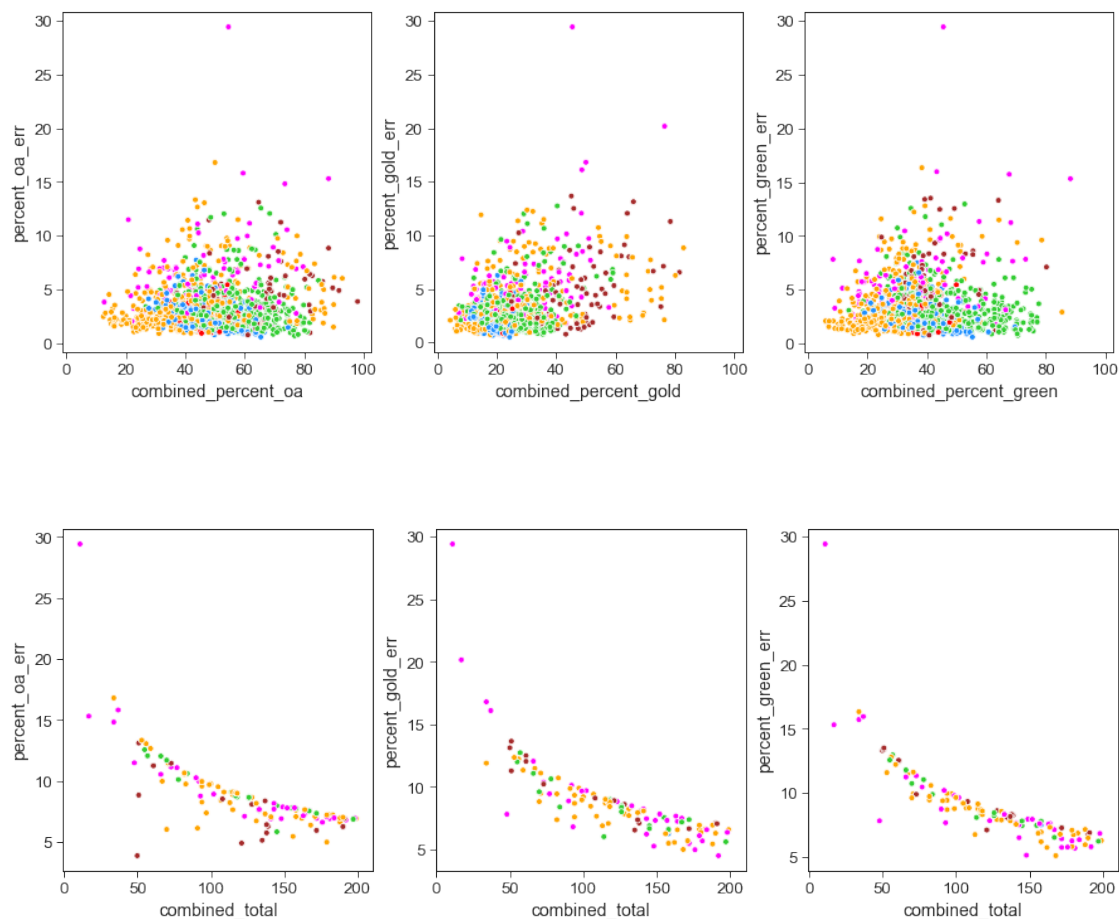 30
25
20
15
10
5
0
percent_oa_err
0 20 40 60 80 100
combined_percent_oa
30
25
20
15
10
5
0
percent_gold_err
0 20 40 60 80 100
combined_percent_gold
30
25
20
15
10
5
0
percent_green_err
0 20 40 60 80 100
combined_percent_green
30
25
20
15
10
5
percent_oa_err
0 50 100 150 200
combined_total
30
25
20
15
10
5
percent_gold_err
0 50 100 150 200
combined_total
30
25
20
15
10
5
percent_green_err
0 50 100 150 200
combined_total